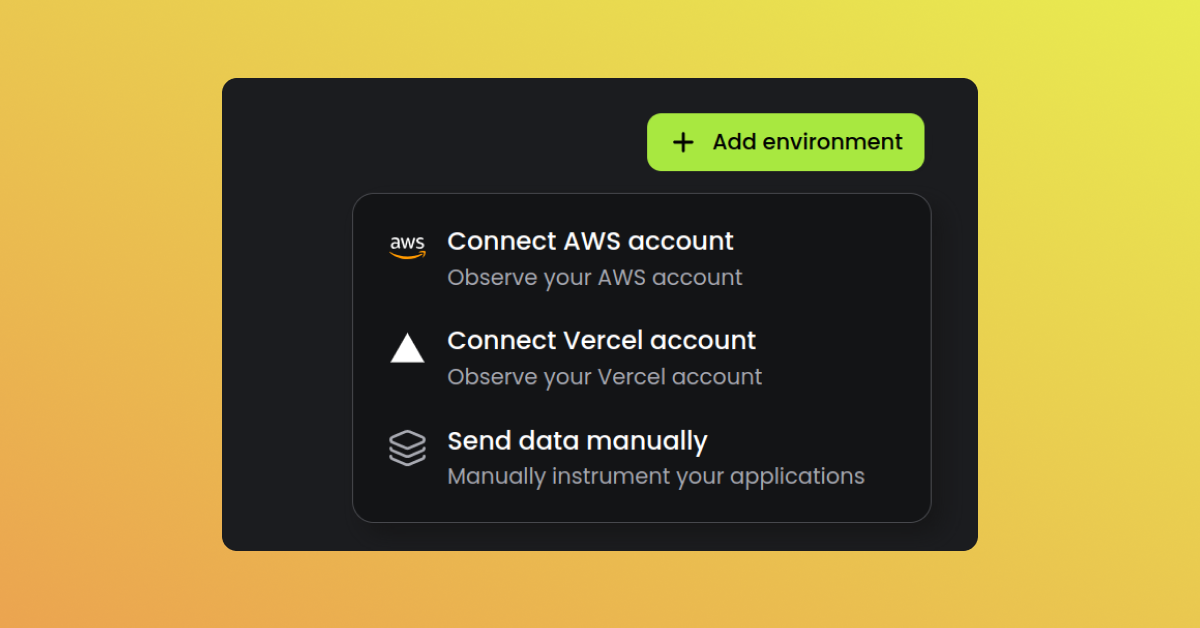 Add environment
aws
Connect AWS account
Observe your AWS account
Connect Vercel account
Observe your Vercel account
Send data manually
Manually instrument your applications